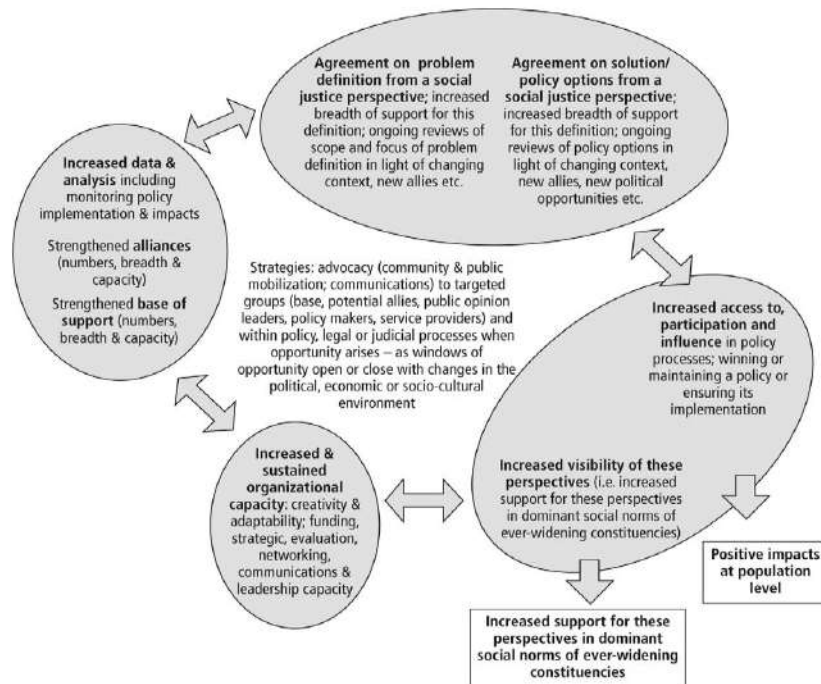 Agreement on problem
definition from a social
justice perspective; increased
breadth of support for this
definition; ongoing reviews of
scope and focus of problem
definition in light of changing
context, new allies etc.
Agreement on solution/
policy options from a
social justice perspective;
increased breadth of support
for this definition; ongoing
reviews of policy options in
light of changing context,
new allies, new political
opportunities etc.
Increased data &
analysis including
monitoring policy
implementation & impacts
Strengthened alliances
(numbers, breadth &
capacity)
Strengthened base of
support (numbers,
breadth & capacity)
Strategies: advocacy (community & public
mobilization; communications) to targeted
groups (base, potential allies, public opinion
leaders, policy makers, service providers) and
within policy, legal or judicial processes when
opportunity arises – as windows of
opportunity open or close with changes in the
political, economic or socio-cultural
environment
Increased access to,
participation and
influence in policy
processes; winning or
maintaining a policy or
ensuring its
implementation
Increased &
sustained
organizational
capacity: creativity &
adaptability; funding,
strategic, evaluation,
networking,
communications &
leadership capacity
Increased visibility of these
perspectives (i.e. increased
support for these perspectives
in dominant social norms of
ever-widening constituencies)
Positive impacts
at population
level
Increased support for these
perspectives in dominant
social norms of ever-widening
constituencies